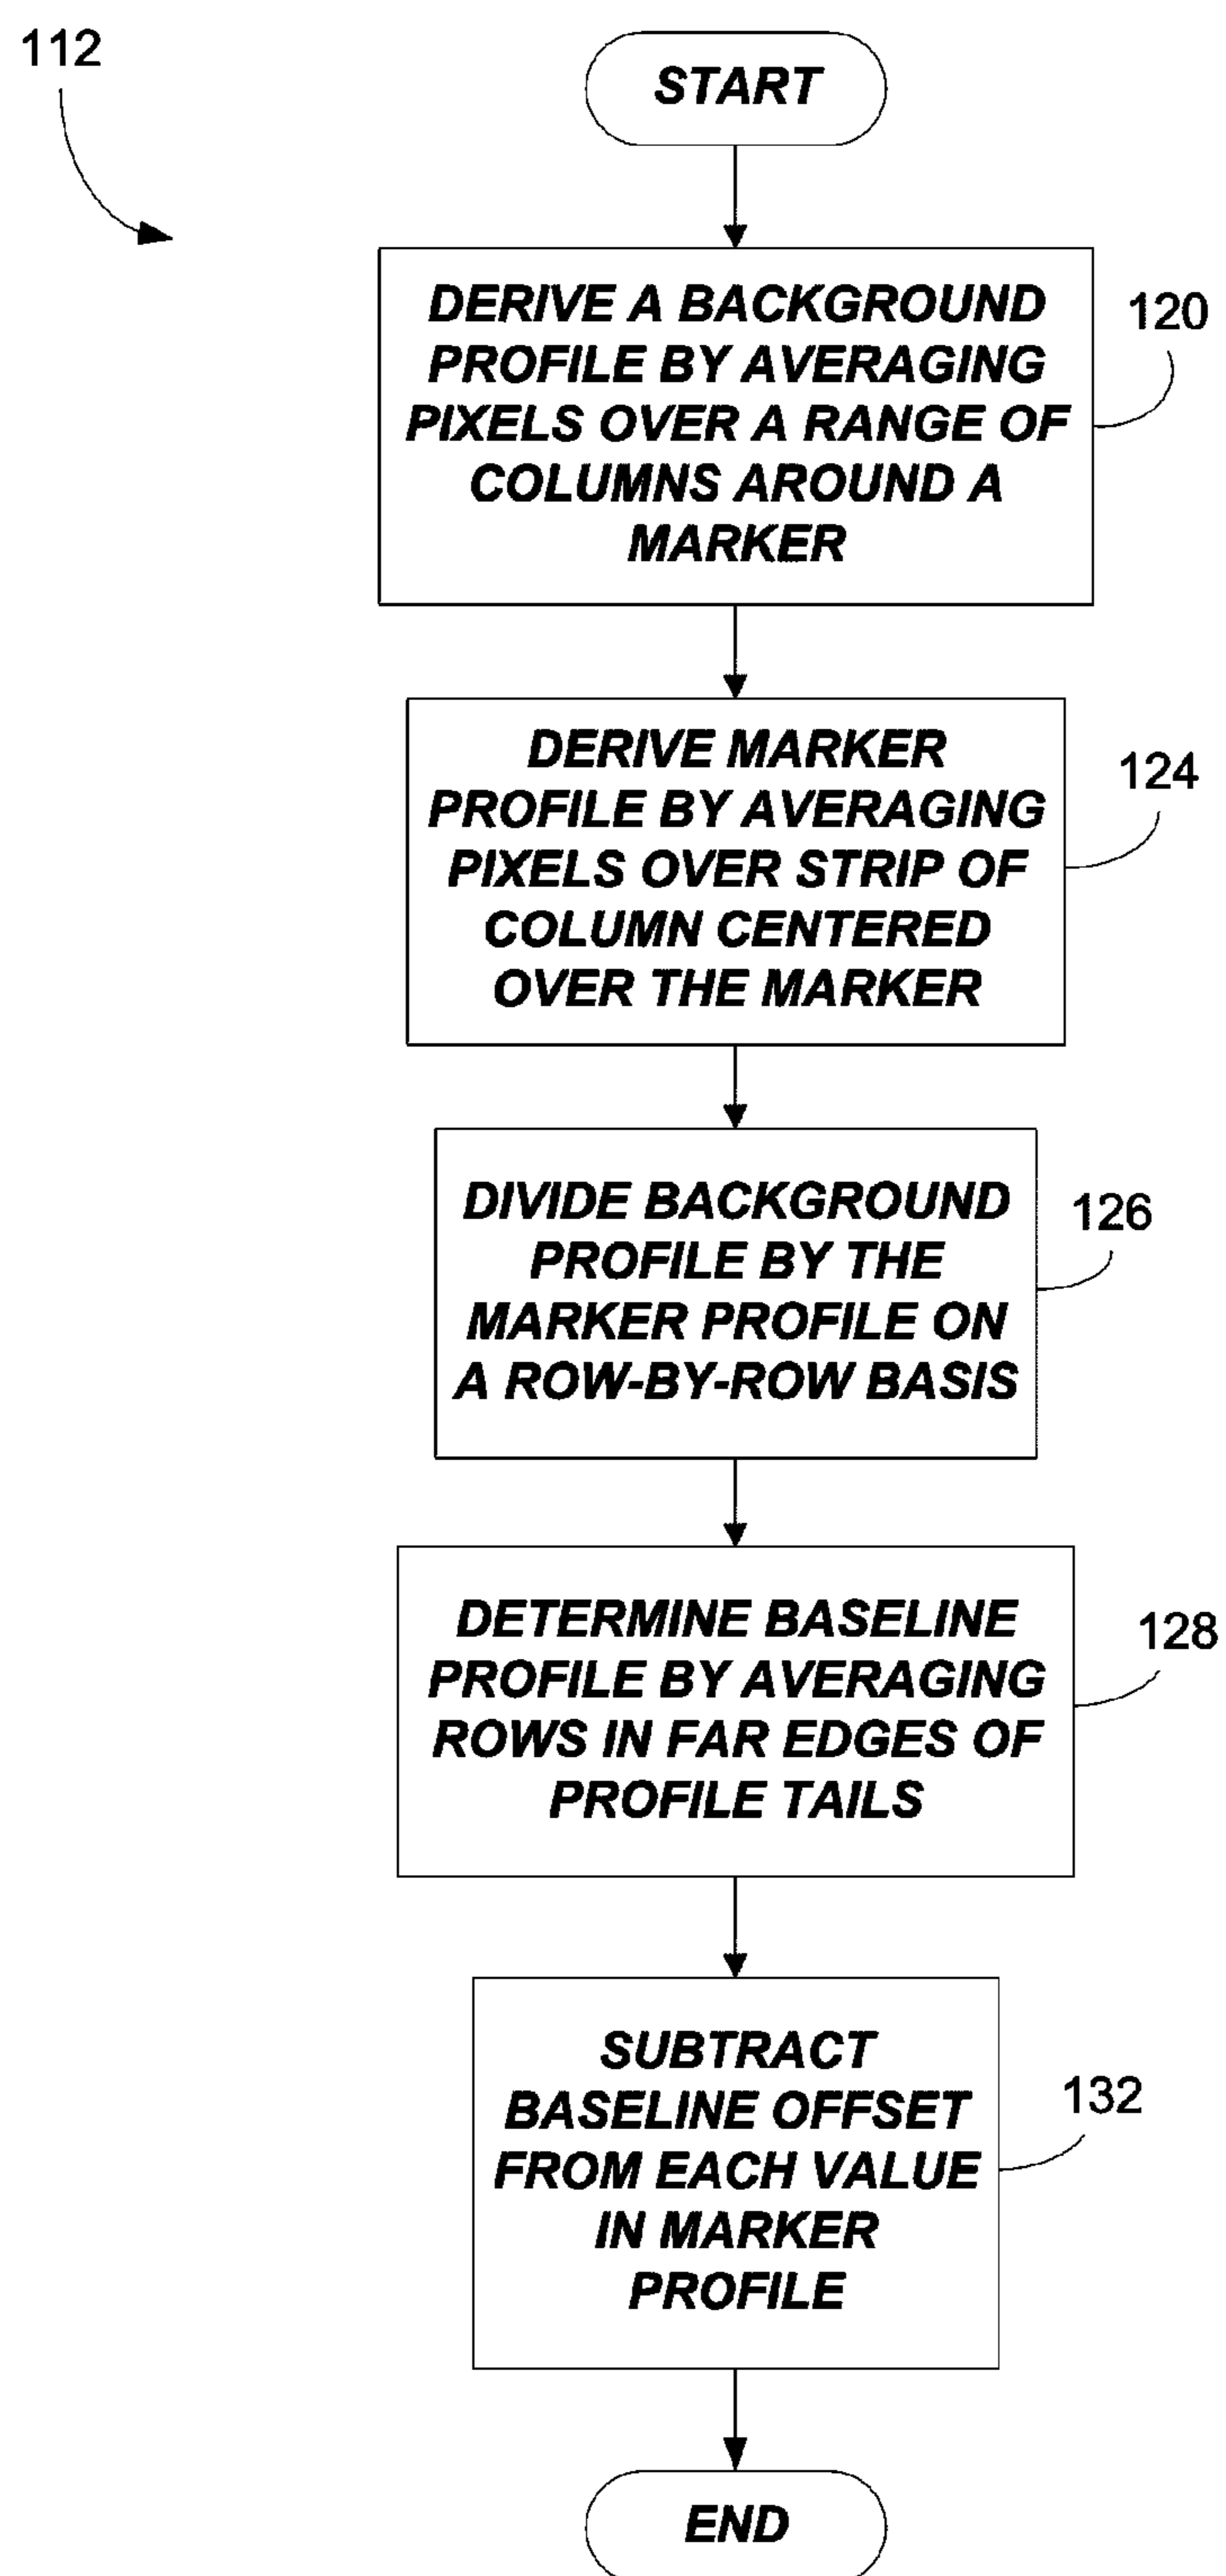 112
START
DERIVE A BACKGROUND
PROFILE BY AVERAGING
PIXELS OVER A RANGE OF
COLUMNS AROUND A
MARKER
120
DERIVE MARKER
PROFILE BY AVERAGING
PIXELS OVER STRIP OF
COLUMN CENTERED
OVER THE MARKER
124
DIVIDE BACKGROUND
PROFILE BY THE
MARKER PROFILE ON
A ROW-BY-ROW BASIS
126
DETERMINE BASELINE
PROFILE BY AVERAGING
ROWS IN FAR EDGES OF
PROFILE TAILS
128
SUBTRACT
BASELINE OFFSET
FROM EACH VALUE
IN MARKER
PROFILE
132
END